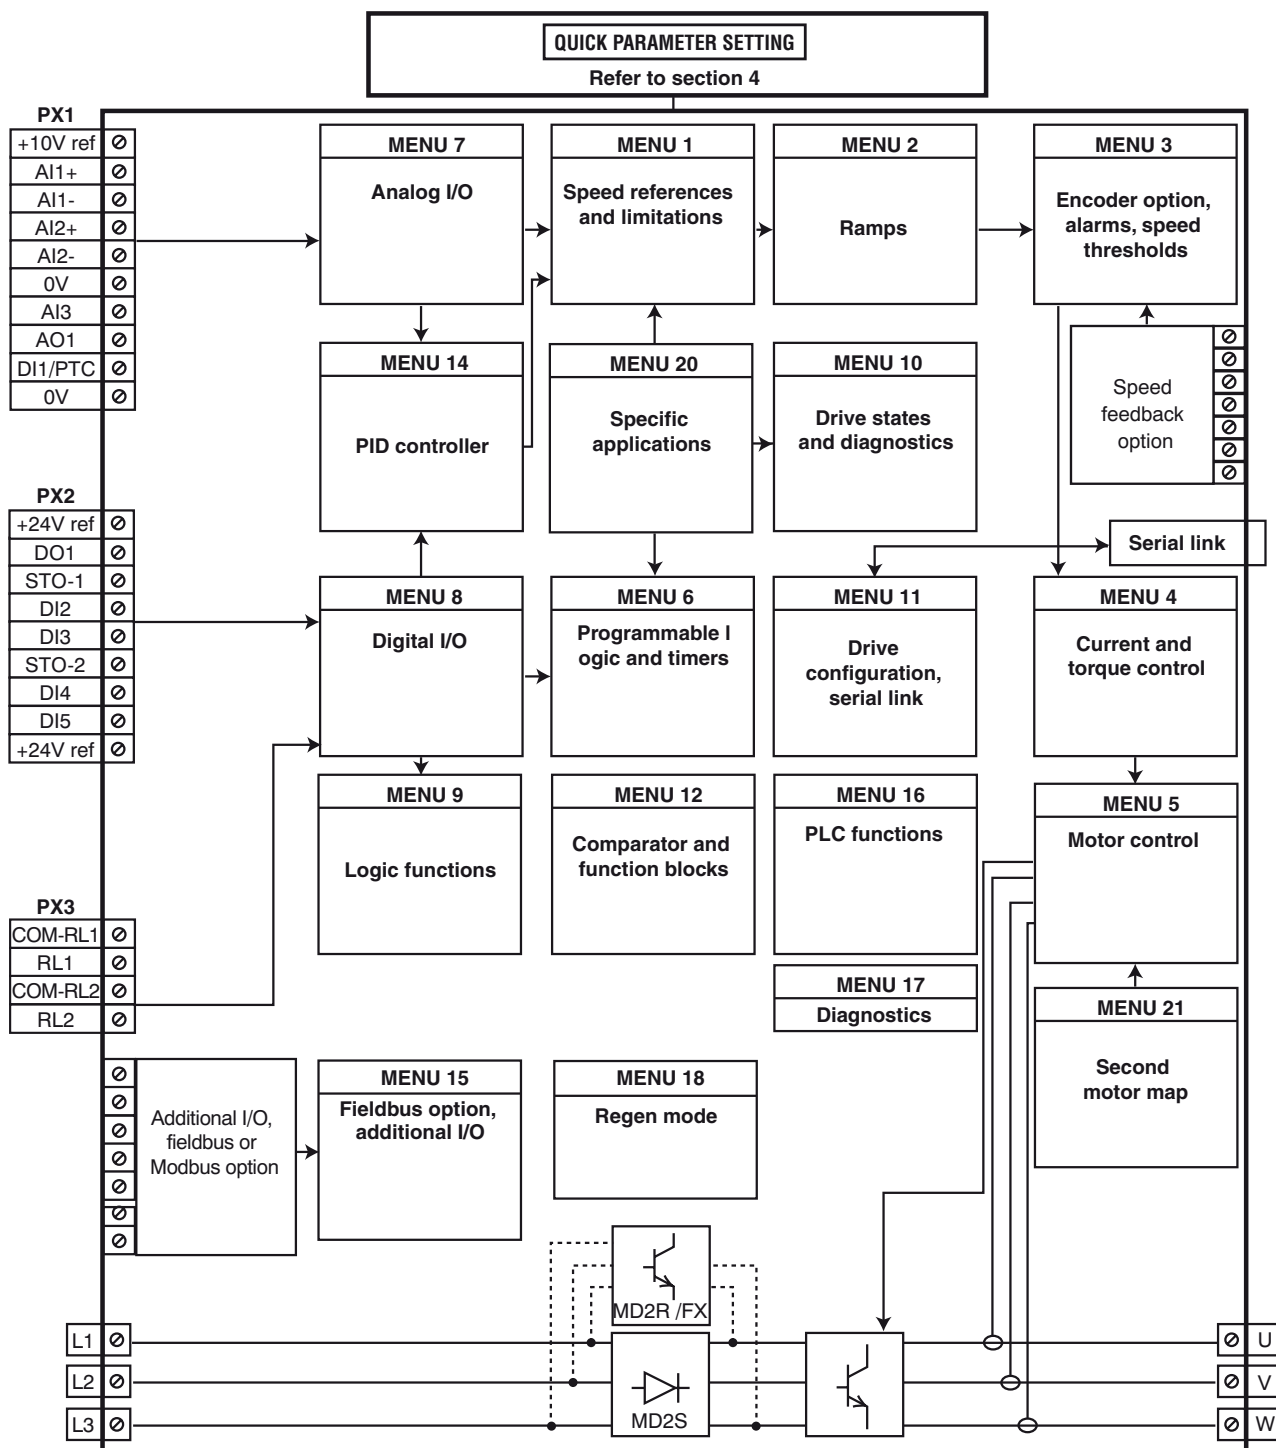 QUICK PARAMETER SETTING
Refer to section 4
PX1
+10V ref
AI1+
AI1-
AI2+
AI2-
0V
AI3
AO1
DI1/PTC
0V
MENU 7
Analog I/O
MENU 1
Speed references
and limitations
MENU 2
Ramps
MENU 3
Encoder option,
alarms, speed
thresholds
MENU 14
PID controller
MENU 20
Specific
applications
MENU 10
Drive states
and diagnostics
Speed
feedback
option
PX2
+24V ref
DO1
STO-1
DI2
DI3
STO-2
DI4
DI5
+24V ref
Serial link
MENU 8
Digital I/O
MENU 6
Programmable l
ogic and timers
MENU 11
Drive
configuration,
serial link
MENU 4
Current and
torque control
MENU 9
Logic functions
MENU 12
Comparator and
function blocks
MENU 16
PLC functions
MENU 5
Motor control
PX3
COM-RL1
RL1
COM-RL2
RL2
MENU 17
Diagnostics
MENU 21
Second
motor map
Additional I/O,
fieldbus or
Modbus option
MENU 15
Fieldbus option,
additional I/O
MENU 18
Regen mode
MD2R /FX
L1
L2
L3
MD2S
U
V
W